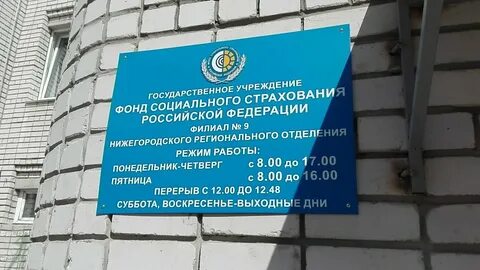 ГОСУДАРСТВЕННОЕ УЧРЕЖДЕНИЕ
ФОНД СОЦИАЛЬНОГО СТРАХОВАНИЯ
РОССИЙСКОЙ ФЕДЕРАЦИИ
ФИЛИАЛ № 9
НИЖЕГОРОДСКОГО РЕГИОНАЛЬНОГО ОТДЕЛЕНИЯ
РЕЖИМ РАБОТЫ:
ПОНЕДЕЛЬНИК-ЧЕТВЕРГ с 8.00 до 17.00
ПЯТНИЦА с 8.00 до 16.00
ПЕРЕРЫВ С 12.00 ДО 12.48
СУББОТА, ВОСКРЕСЕНЬЕ-ВЫХОДНЫЕ ДНИ